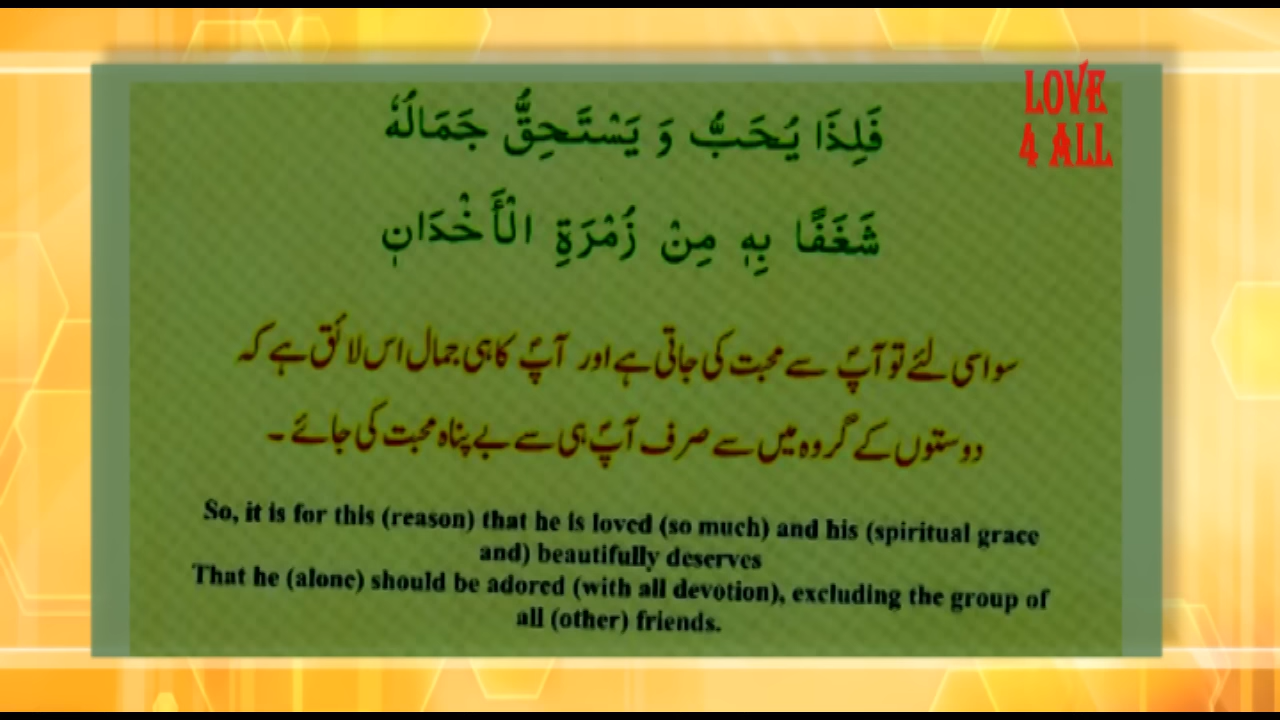 LOVE
4 ALL
فَلِذَا يُحَبُّ وَ يَسْتَحِقُّ جَمَالُهٗ
شَغَفًا بِهٖ مِنْ زُمْرَةِ الْأَخْدَانٖ
سو اسی لئے تو آپؐ سے محبت کی جاتی ہے اور آپؐ کا ہی جمال اس لائق ہے کہ
دوستوں کے گروہ میں سے صرف آپؐ ہی سے بے پناہ محبت کی جائے ۔
So, it is for this (reason) that he is loved (so much) and his (spiritual grace
and) beautifully deserves
That he (alone) should be adored (with all devotion), excluding the group of
all (other) friends.